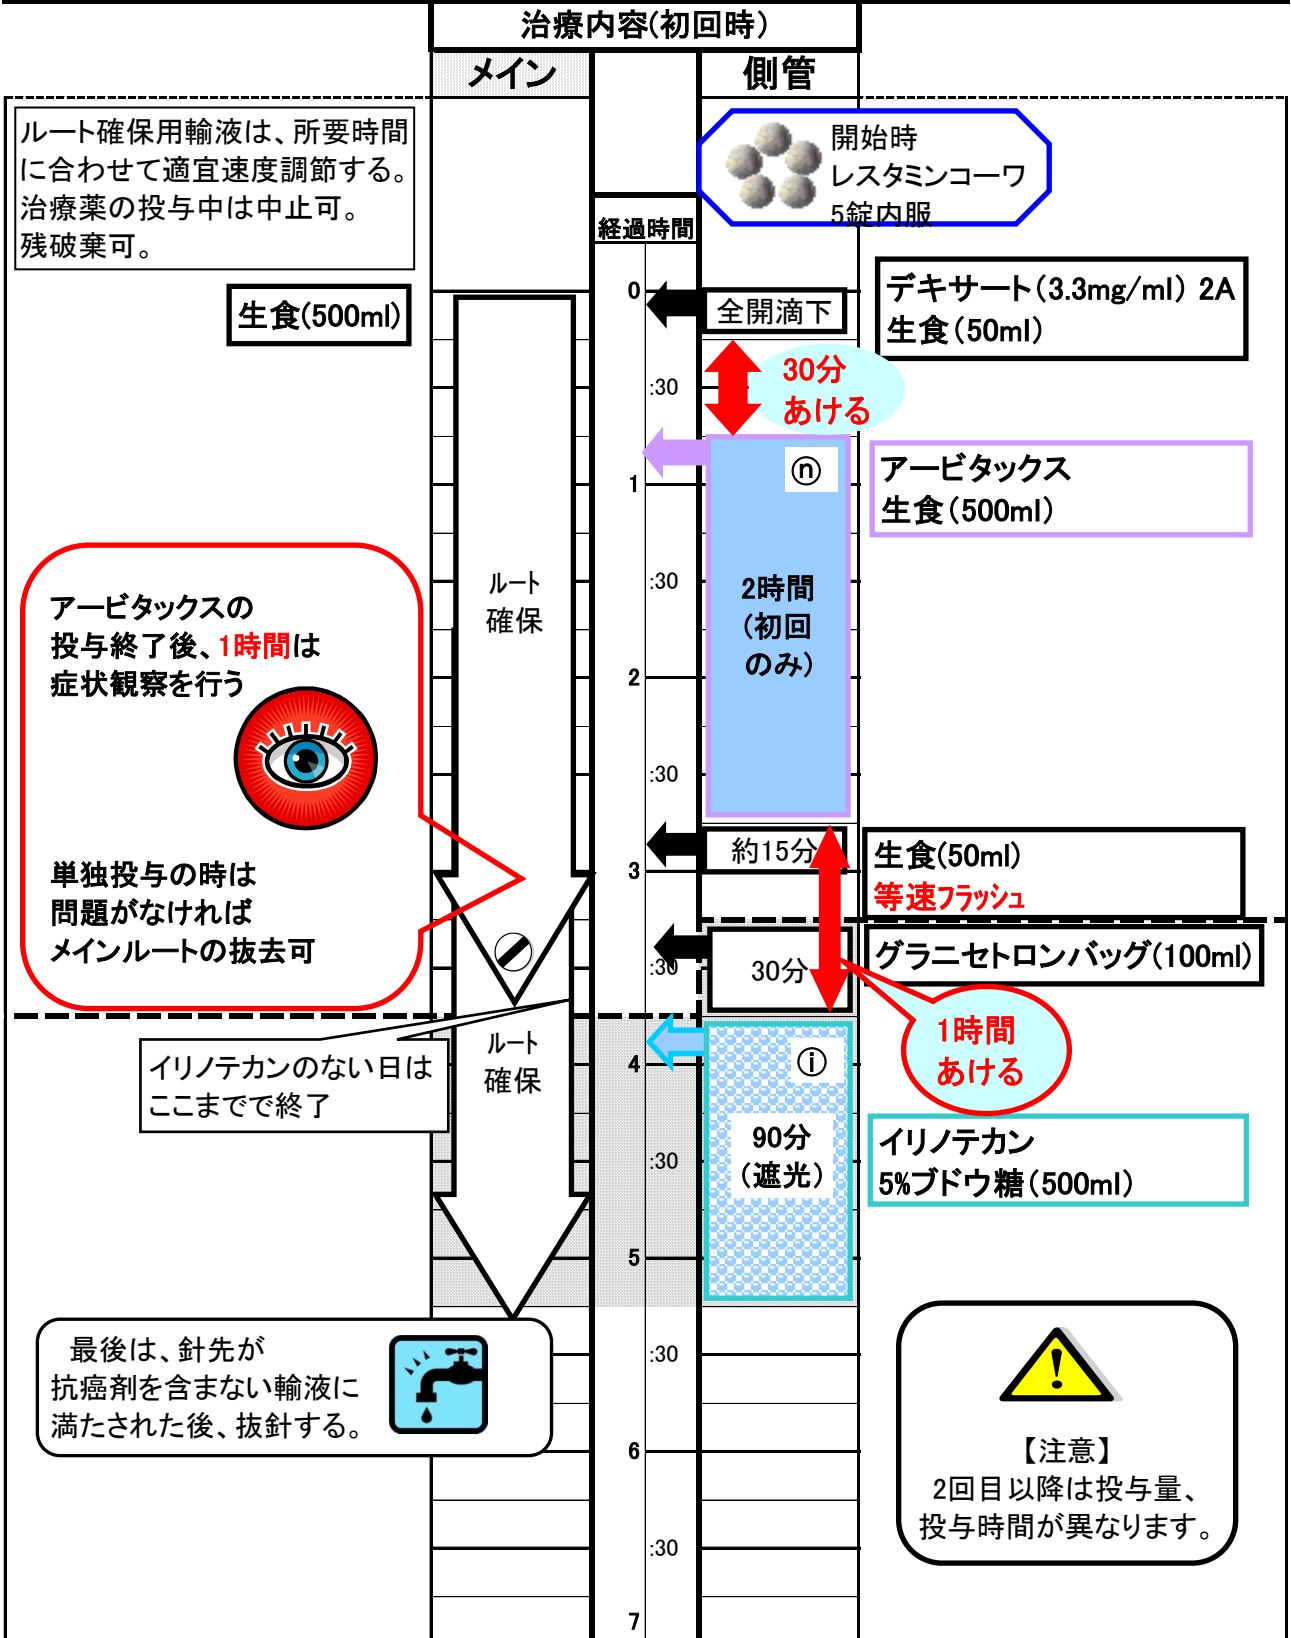 治療内容(初回時)
メイン
側管
ルート確保用輸液は、所要時間
に合わせて適宜速度調節する。
治療薬の投与中は中止可。
残破棄可。
開始時
レスタミンコーワ
5錠内服
経過時間
0
全開滴下
デキサート(3.3mg/ml) 2A
生食(50ml)
生食(500ml)
:30
30分
あける
ⓝ
1
アービタックス
生食(500ml)
ルート
確保
:30
2時間
(初回
のみ)
アービタックスの
投与終了後、1時間は
症状観察を行う
2
:30
単独投与の時は
問題がなければ
メインルートの抜去可
約15分
3
生食(50ml)
等速フラッシュ
:30
30分
グラニセトロンバッグ(100ml)
1時間
あける
イリノテカンのない日は
ここまでで終了
ルート
確保
4
ⓘ
90分
(遮光)
:30
イリノテカン
5%ブドウ糖(500ml)
5
最後は、針先が
抗癌剤を含まない輸液に
満たされた後、抜針する。
:30
6
【注意】
2回目以降は投与量、
投与時間が異なります。
:30
7